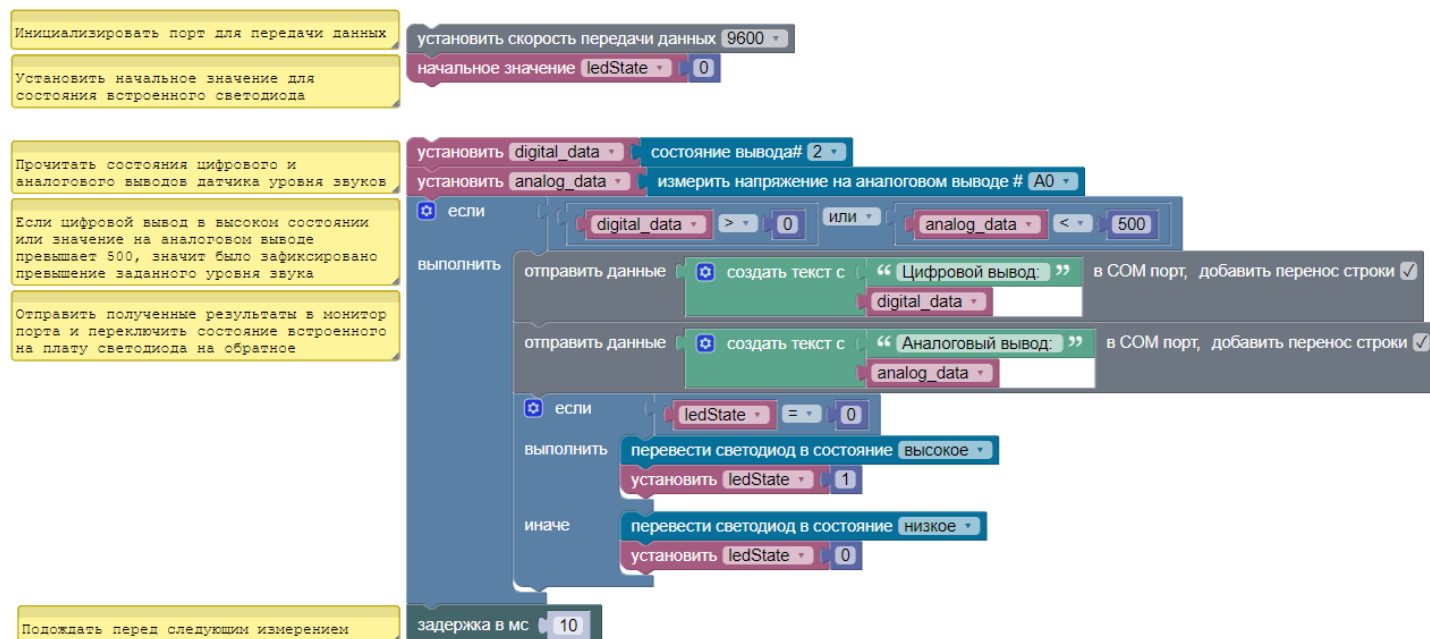 Инициализировать порт для передачи данных
установить скорость передачи данных 9600
Установить начальное значение для
состояния встроенного светодиода
начальное значение ledState 0
Прочитать состояния цифрового и
аналогового выводов датчика уровня звуков
установить digital_data состояние вывода# 2
установить analog_data измерить напряжение на аналоговом выводе # A0
Если цифровой вывод в высоком состоянии
или значение на аналоговом выводе
превышает 500, значит было зафиксировано
превышение заданного уровня звука
если digital_data > 0 или analog_data < 500
Отправить полученные результаты в монитор
порта и переключить состояние встроенного
на плату светодиода на обратное
выполнить отправить данные создать текст с “ Цифровой вывод: ” в COM порт, добавить перенос строки
digital_data
отправить данные создать текст с “ Аналоговый вывод: ” в COM порт, добавить перенос строки
analog_data
если ledState = 0
выполнить перевести светодиод в состояние высокое
установить ledState 1
иначе перевести светодиод в состояние низкое
установить ledState 0
Подождать перед следующим измерением
задержка в мс 10